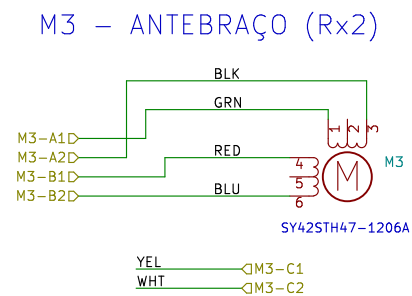 M3 - ANTEBRAÇO (Rx2)
BLK
GRN
1 2 3
M3-A1
M3-A2
M3-B1
M3-B2
RED
BLU
4
5
6
M
M3
SY42STH47-1206A
YEL
WHT
M3-C1
M3-C2